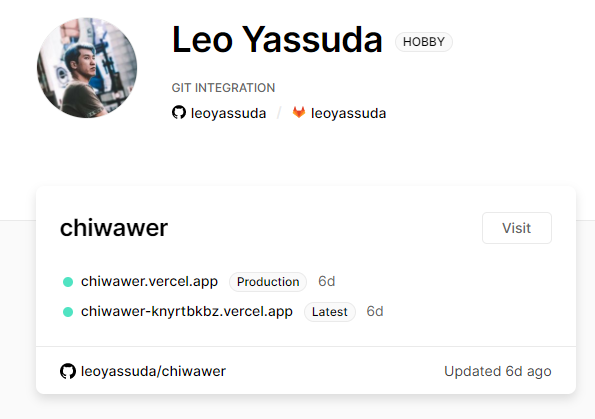 Leo Yassuda HOBBY
GIT INTEGRATION
leoyassuda / leoyassuda
chiwawer Visit
chiwawer.vercel.app Production 6d
chiwawer-knyrtbkbz.vercel.app Latest 6d
leoyassuda/chiwawer Updated 6d ago